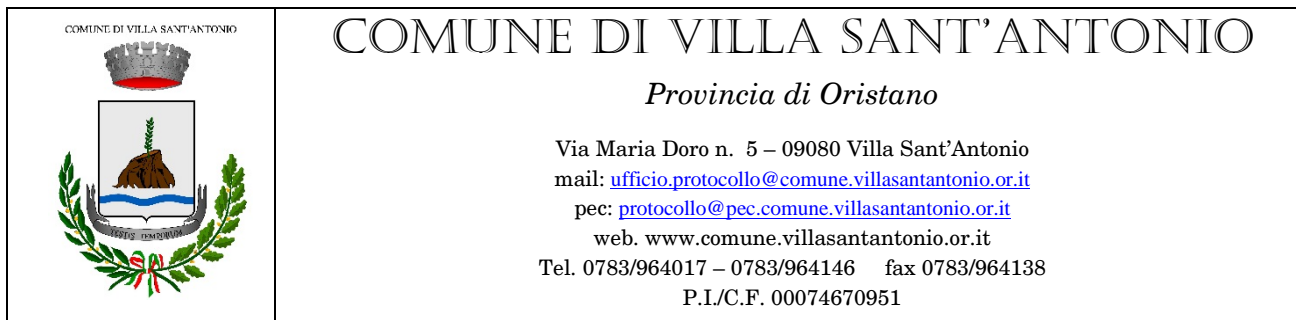 COMUNE DI VILLA SANT'ANTONIO
TESTIS TEMPORUM
COMUNE DI VILLA SANT’ANTONIO
Provincia di Oristano
Via Maria Doro n. 5 – 09080 Villa Sant’Antonio
mail: ufficio.protocollo@comune.villasantantonio.or.it
pec: protocollo@pec.comune.villasantantonio.or.it
web. www.comune.villasantantonio.or.it
Tel. 0783/964017 – 0783/964146 fax 0783/964138
P.I./C.F. 00074670951